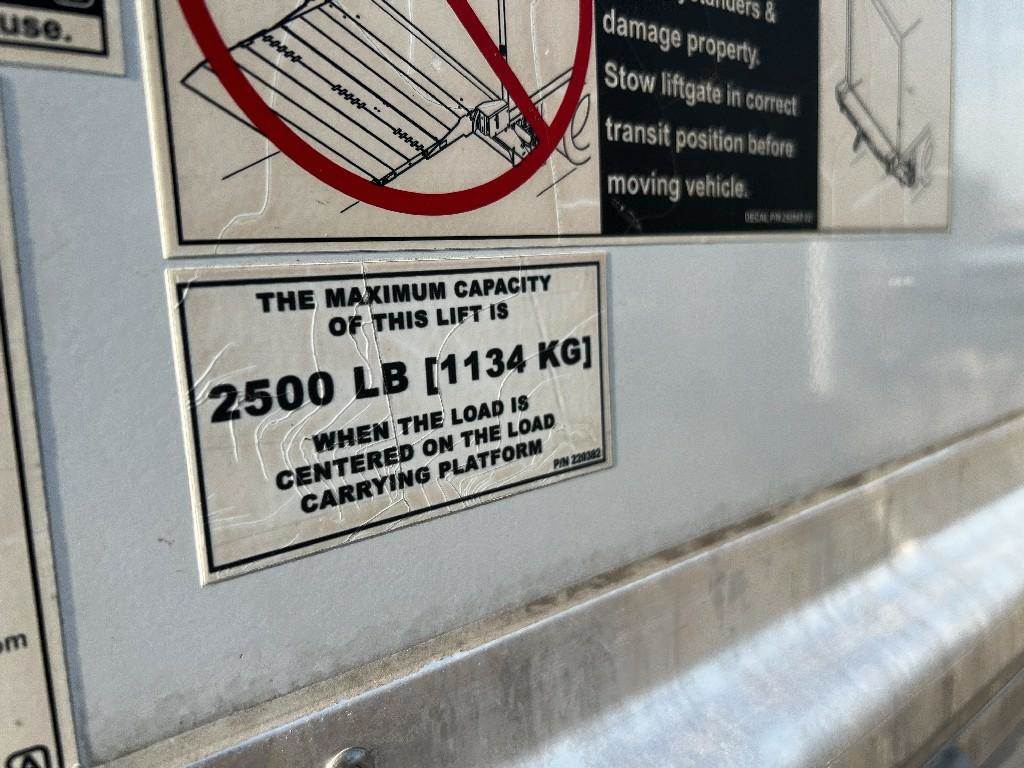 use.
&
damage property.
Stow liftgate in correct
transit position before
moving vehicle.
THE MAXIMUM CAPACITY
OF THIS LIFT IS
2500 LB [1134 KG]
WHEN THE LOAD IS
CENTERED ON THE LOAD
CARRYING PLATFORM
P/N 220382
om
A